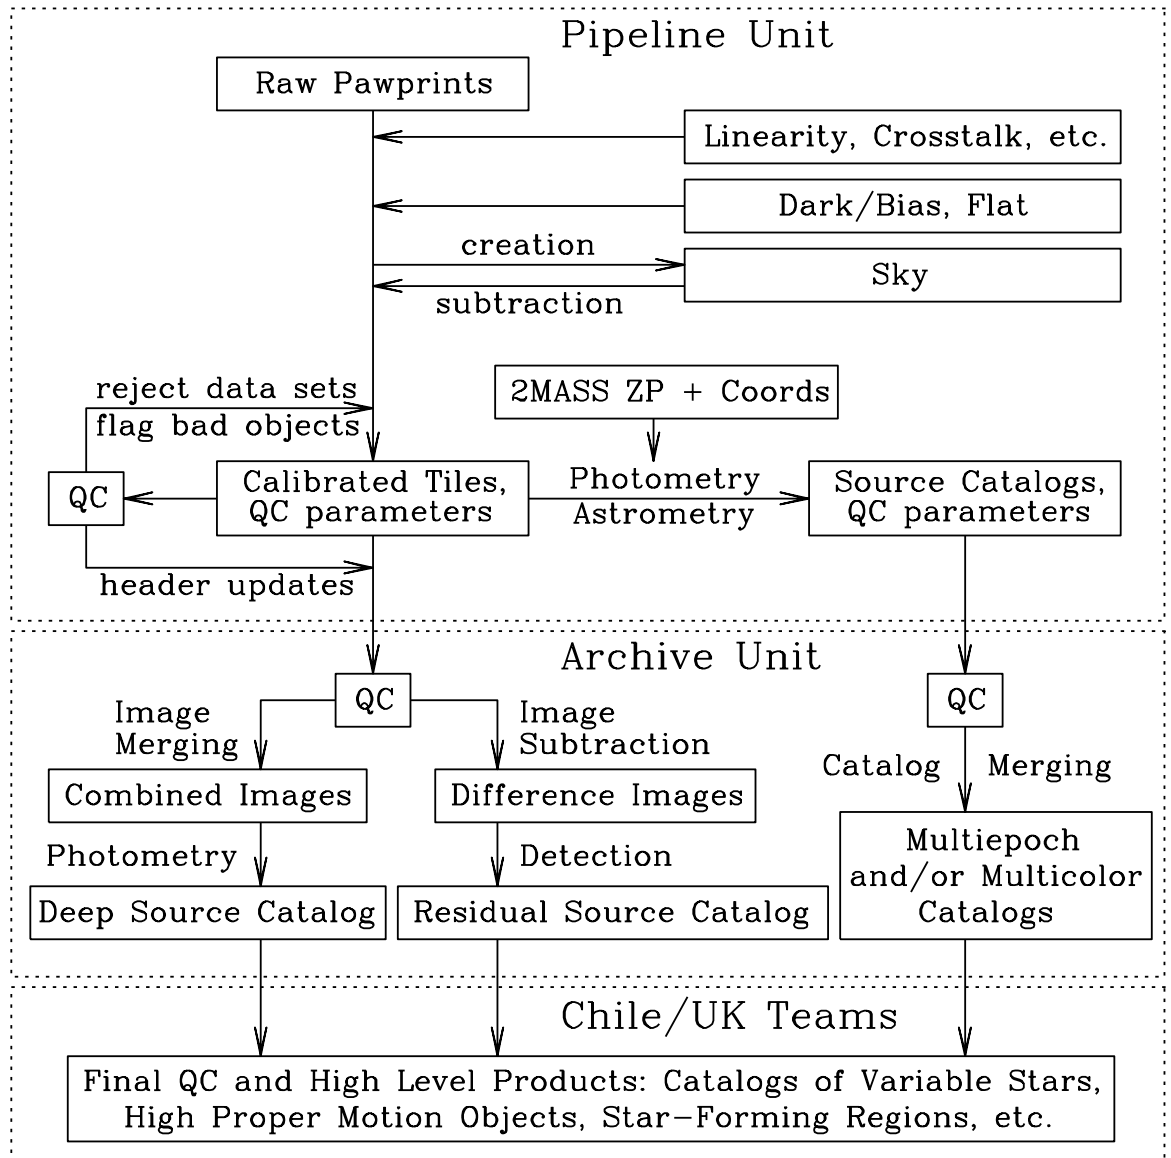 Pipeline Unit
Raw Pawprints
Linearity, Crosstalk, etc.
Dark/Bias, Flat
creation
Sky
subtraction
reject data sets
flag bad objects
2MASS ZP + Coords
QC
Calibrated Tiles,
QC parameters
Photometry
Astrometry
Source Catalogs,
QC parameters
header updates
Archive Unit
QC
QC
Image
Merging
Image
Subtraction
Catalog Merging
Combined Images
Difference Images
Multiepoch
and/or Multicolor
Catalogs
Photometry
Detection
Deep Source Catalog
Residual Source Catalog
Chile/UK Teams
Final QC and High Level Products: Catalogs of Variable Stars,
High Proper Motion Objects, Star-Forming Regions, etc.